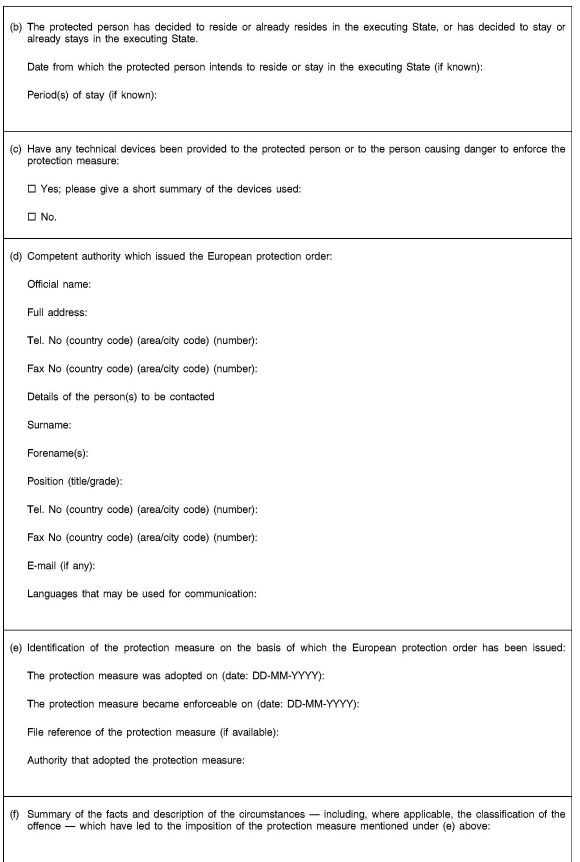 (b) The protected person has decided to reside or already resides in the executing State, or has decided to stay or
already stays in the executing State.
Date from which the protected person intends to reside or stay in the executing State (if known):
Period(s) of stay (if known):
(c) Have any technical devices been provided to the protected person or to the person causing danger to enforce the
protection measure:
☐ Yes; please give a short summary of the devices used:
☐ No.
(d) Competent authority which issued the European protection order:
Official name:
Full address:
Tel. No (country code) (area/city code) (number):
Fax No (country code) (area/city code) (number):
Details of the person(s) to be contacted
Surname:
Forename(s):
Position (title/grade):
Tel. No (country code) (area/city code) (number):
Fax No (country code) (area/city code) (number):
E-mail (if any):
Languages that may be used for communication:
(e) Identification of the protection measure on the basis of which the European protection order has been issued:
The protection measure was adopted on (date: DD-MM-YYYY):
The protection measure became enforceable on (date: DD-MM-YYYY):
File reference of the protection measure (if available):
Authority that adopted the protection measure:
(f) Summary of the facts and description of the circumstances — including, where applicable, the classification of the
offence — which have led to the imposition of the protection measure mentioned under (e) above: